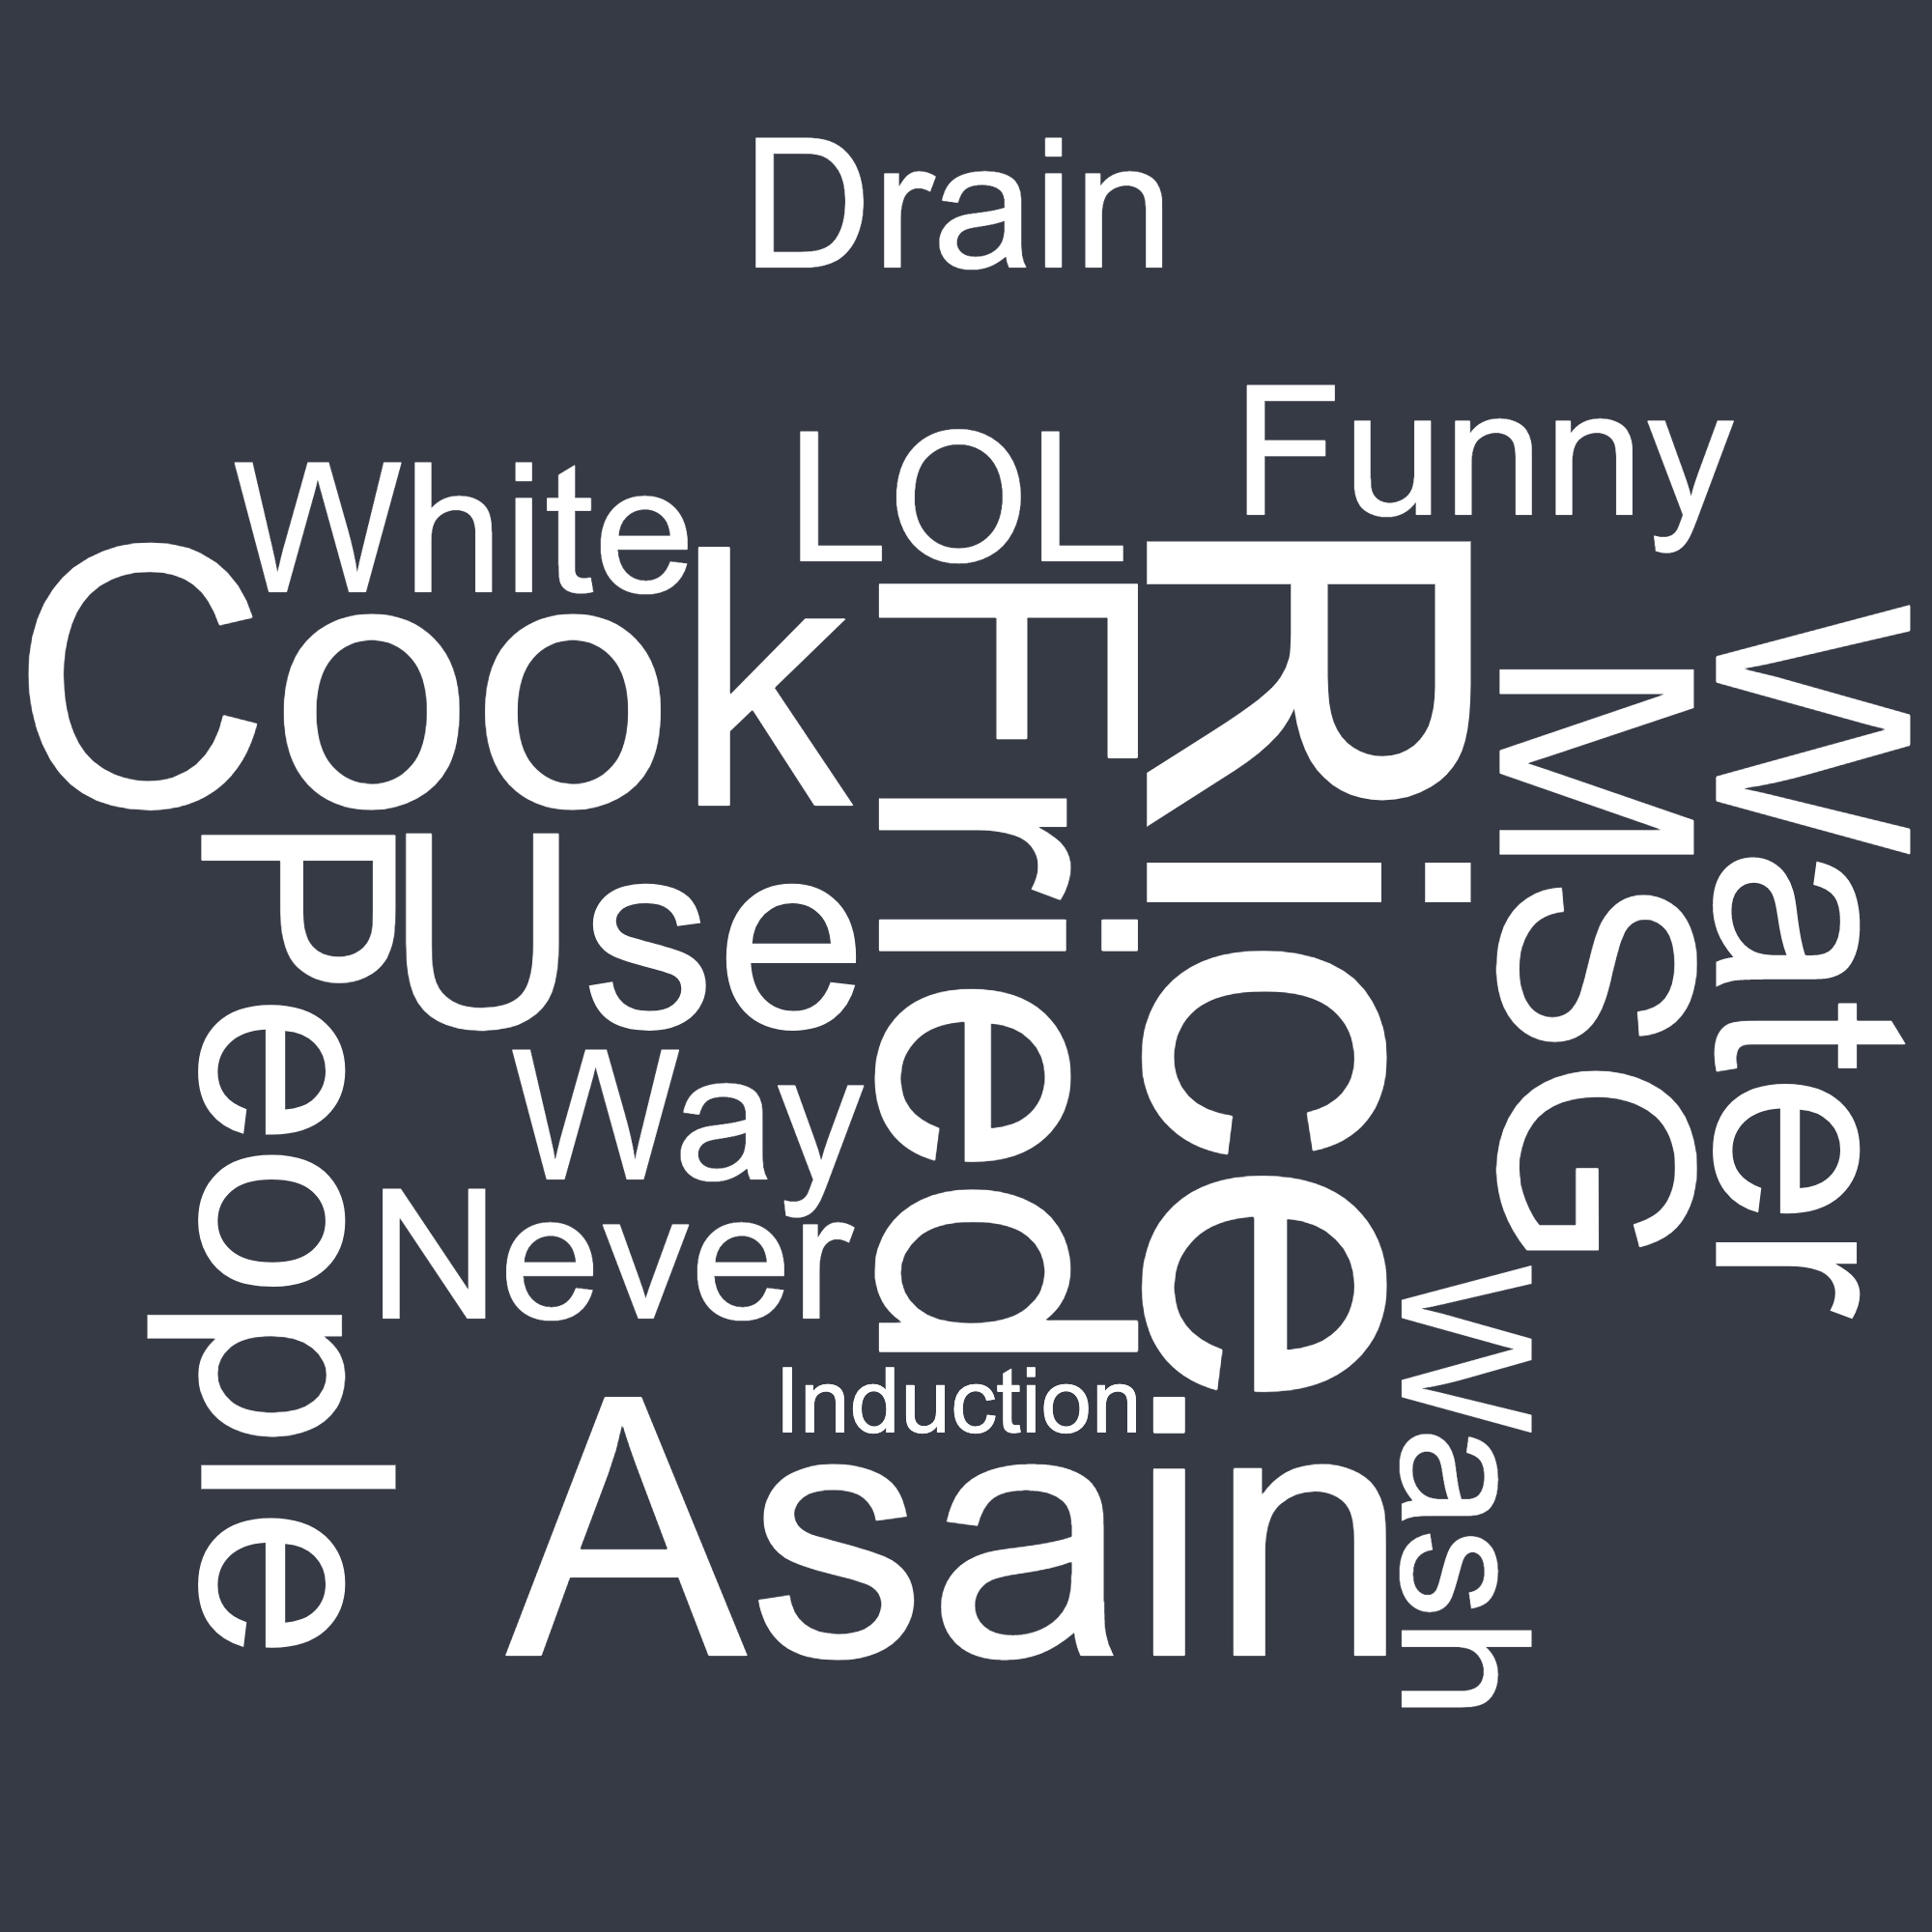 Drain
Funny
LOL
White
Cook
Fried
Rice
MSG
Water
People
Use
Way
Never
Induction
Asain
Wash